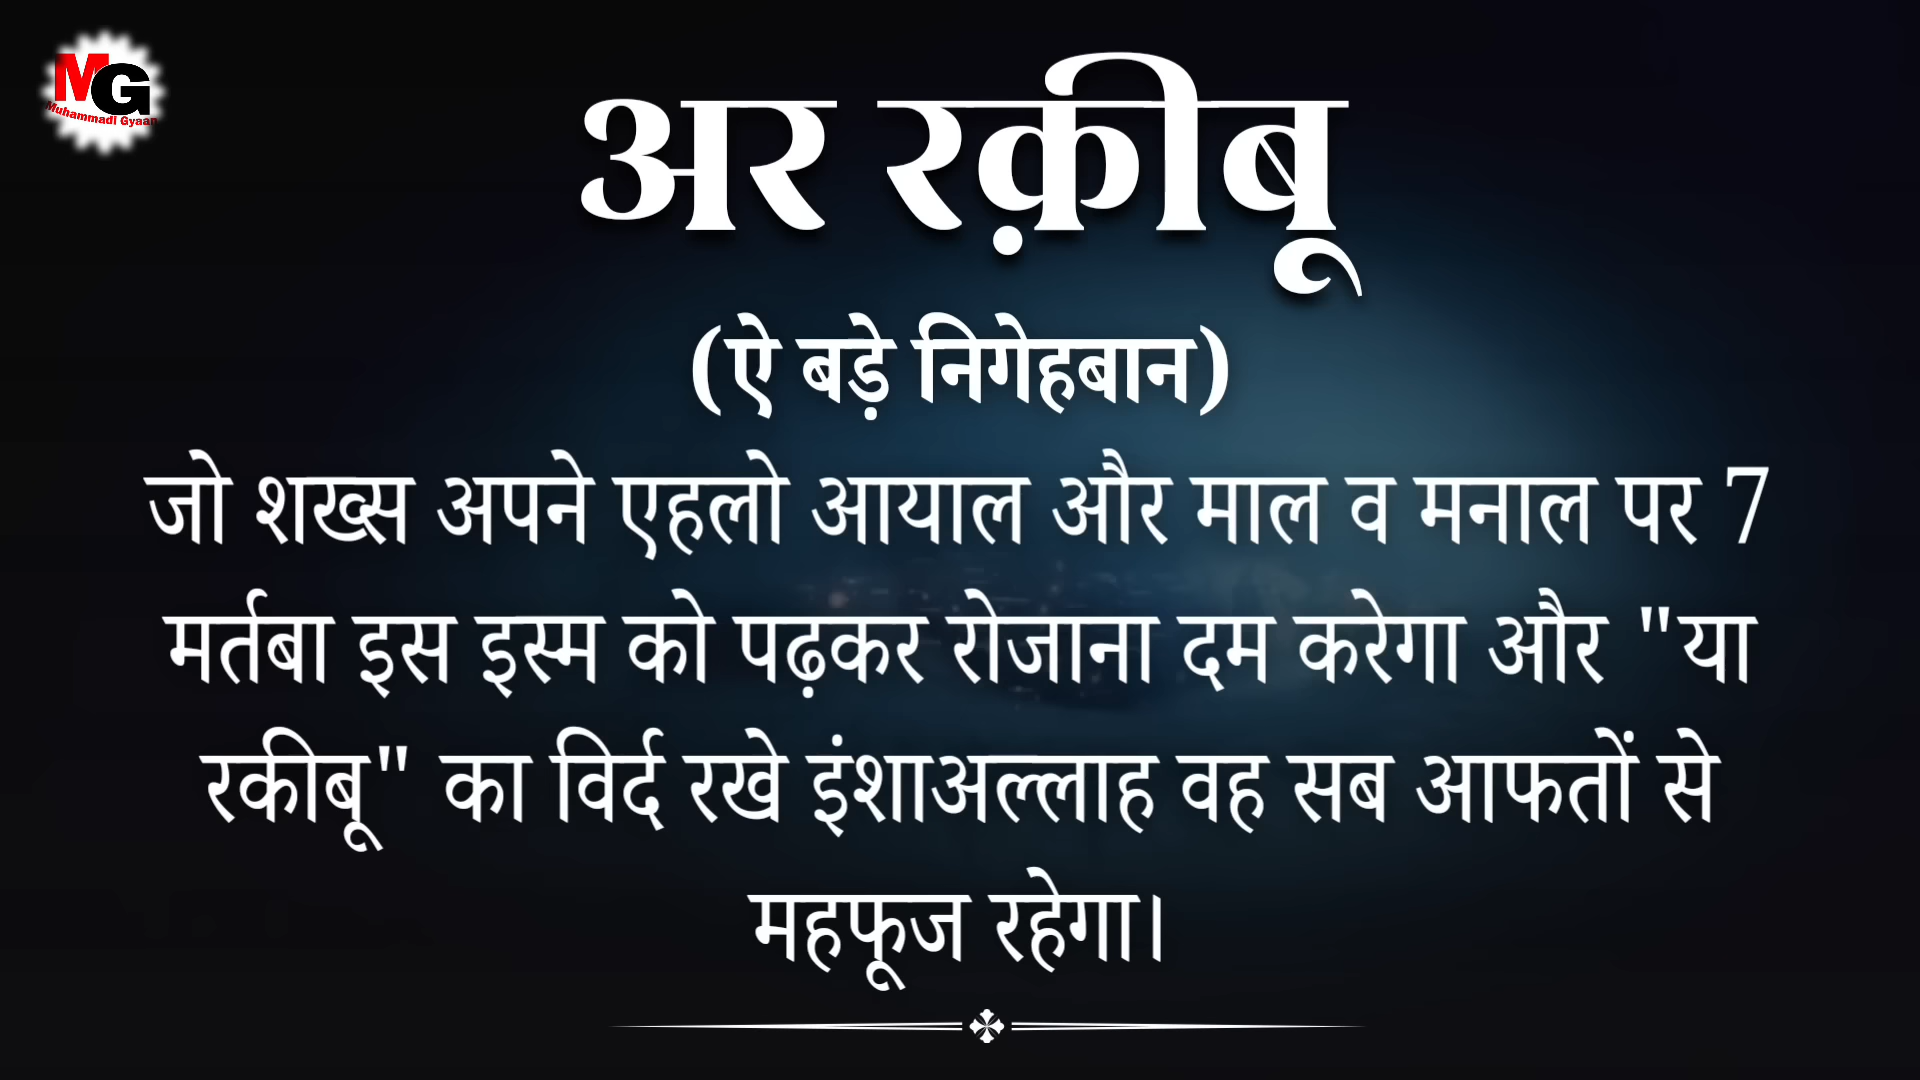 MG
Muhammadi Gyaan
अर रक़ीबू
(ऐ बड़े निगेहबान)
जो शख्स अपने एहलो आयाल और माल व मनाल पर 7
मर्तबा इस इस्म को पढ़कर रोजाना दम करेगा और "या
रकीबू" का विर्द रखे इंशाअल्लाह वह सब आफतों से
महफूज रहेगा।